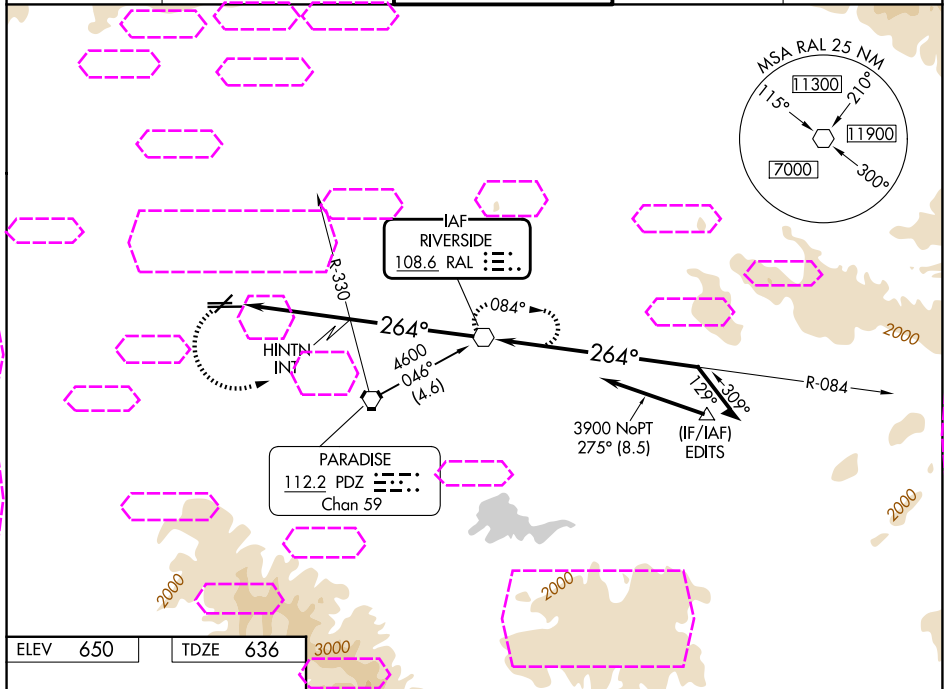 MSA RAL 25 NM
115°
11300
210°
11900
7000
300°
IAF
RIVERSIDE
108.6 RAL
R-330
084°
264°
HINTN
INT
4600
046°
(4.6)
264°
2000
R-084
309°
129°
3900 NoPT
275° (8.5)
(IF/IAF)
EDITS
PARADISE
112.2 PDZ
Chan 59
2000
2000
2000
ELEV 650
TDZE 636
3000